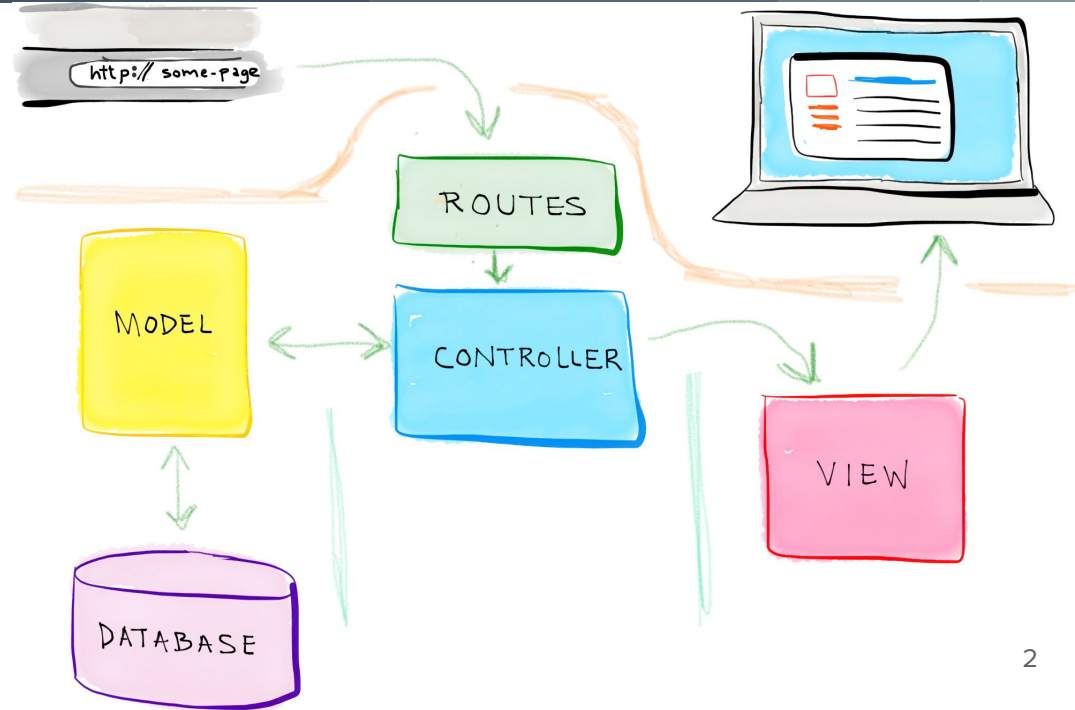 http:// some-page
ROUTES
MODEL
CONTROLLER
VIEW
DATABASE
2